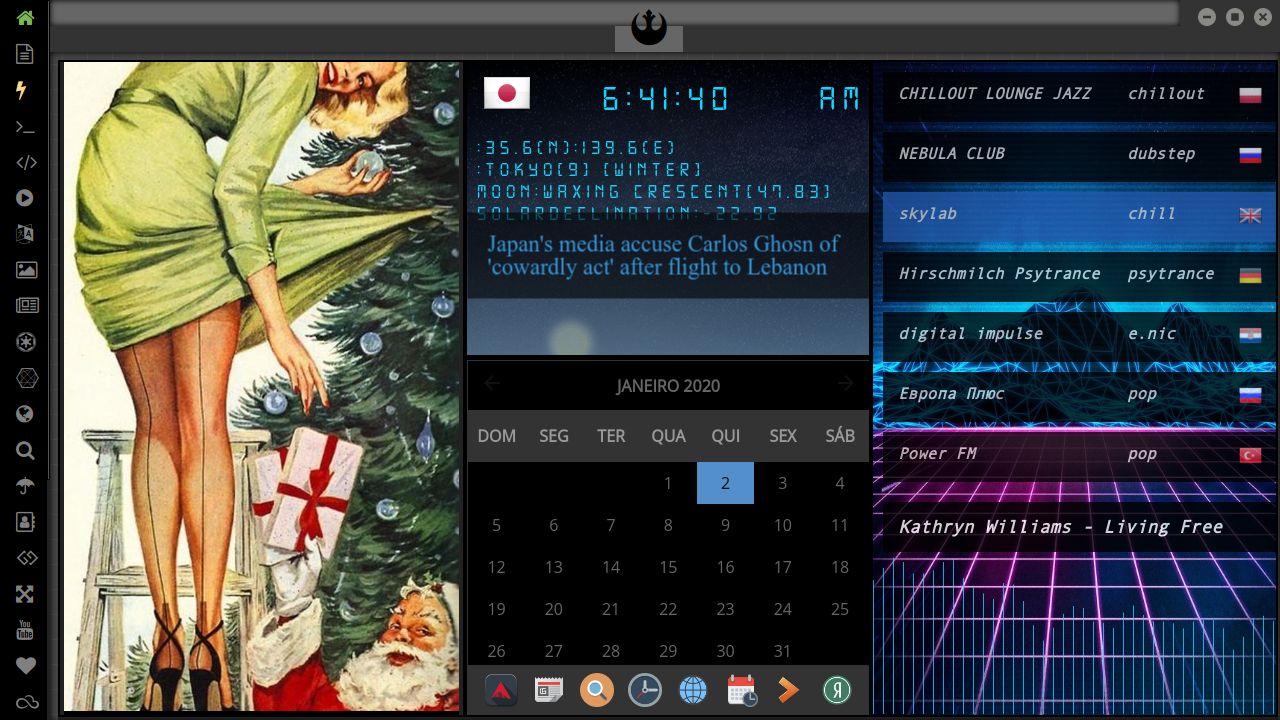 6:41:40 AM
:35.6(N):139.6(E)
:TOKYO(9) (WINTER)
MOON:WAXING CRESCENT(47.83)
SOLARDECLINATION:-22.92
Japan's media accuse Carlos Ghosn of
'cowardly act' after flight to Lebanon
JANEIRO 2020
DOM SEG TER QUA QUI SEX SÁB
1 2 3 4
5 6 7 8 9 10 11
12 13 14 15 16 17 18
19 20 21 22 23 24 25
26 27 28 29 30 31
CHILLOUT LOUNGE JAZZ chillout
NEBULA CLUB dubstep
skylab chill
Hirschmilch Psytrance psytrance
digital impulse e.nic
Европа Плюс pop
Power FM pop
Kathryn Williams - Living Free
You
Tube
Я